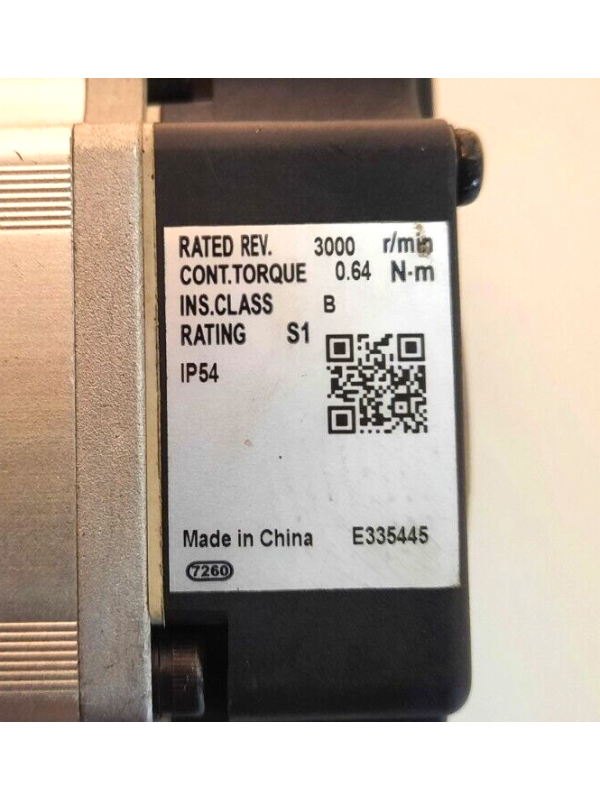 RATED REV. 3000 r/min
CONT.TORQUE 0.64 N·m
INS.CLASS B
RATING S1
IP54
Made in China E335445
7260